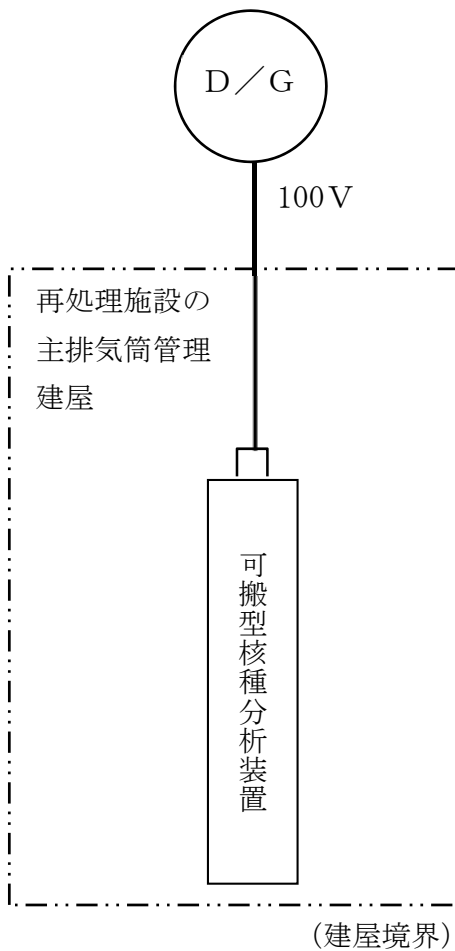 D／G
100V
再処理施設の
主排気筒管理
建屋
可搬型核種分析装置
（建屋境界）